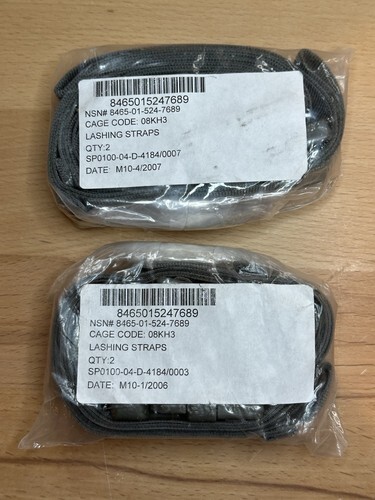 8465015247689
NSN# 8465-01-524-7689
CAGE CODE: 08KH3
LASHING STRAPS
QTY:2
SP0100-04-D-4184/0007
DATE: M10-4/2007
8465015247689
NSN# 8465-01-524-7689
CAGE CODE: 08KH3
LASHING STRAPS
QTY:2
SP0100-04-D-4184/0003
DATE: M10-1/2006